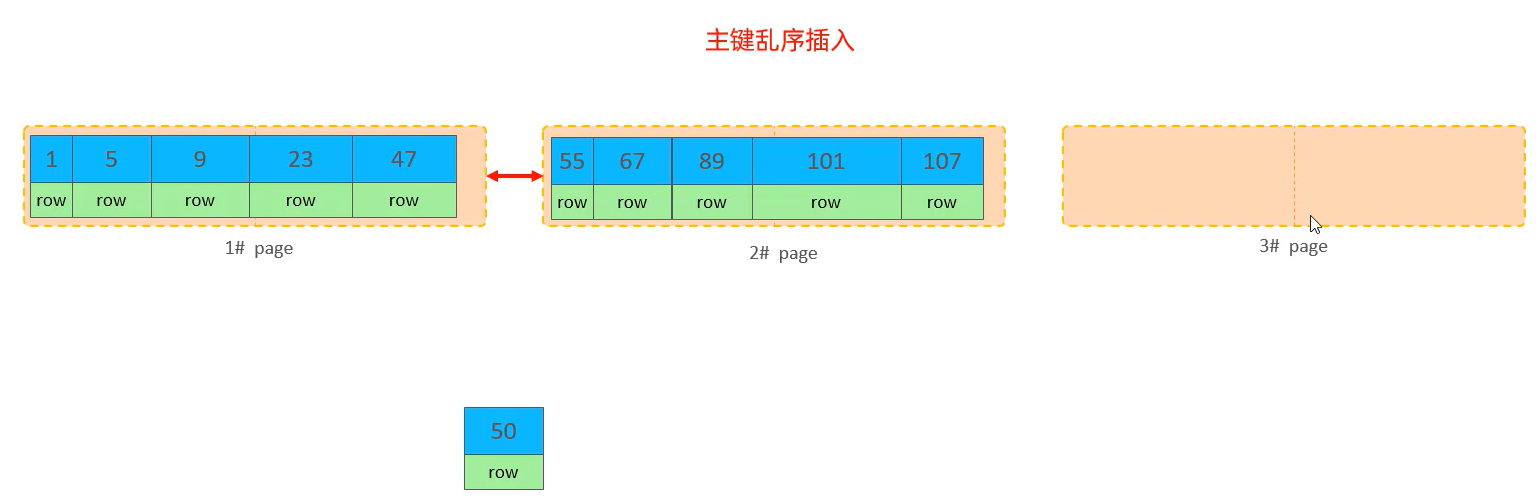 主键乱序插入
1 5 9 23 47
row row row row row
1# page
55 67 89 101 107
row row row row row
2# page
3# page
50
row